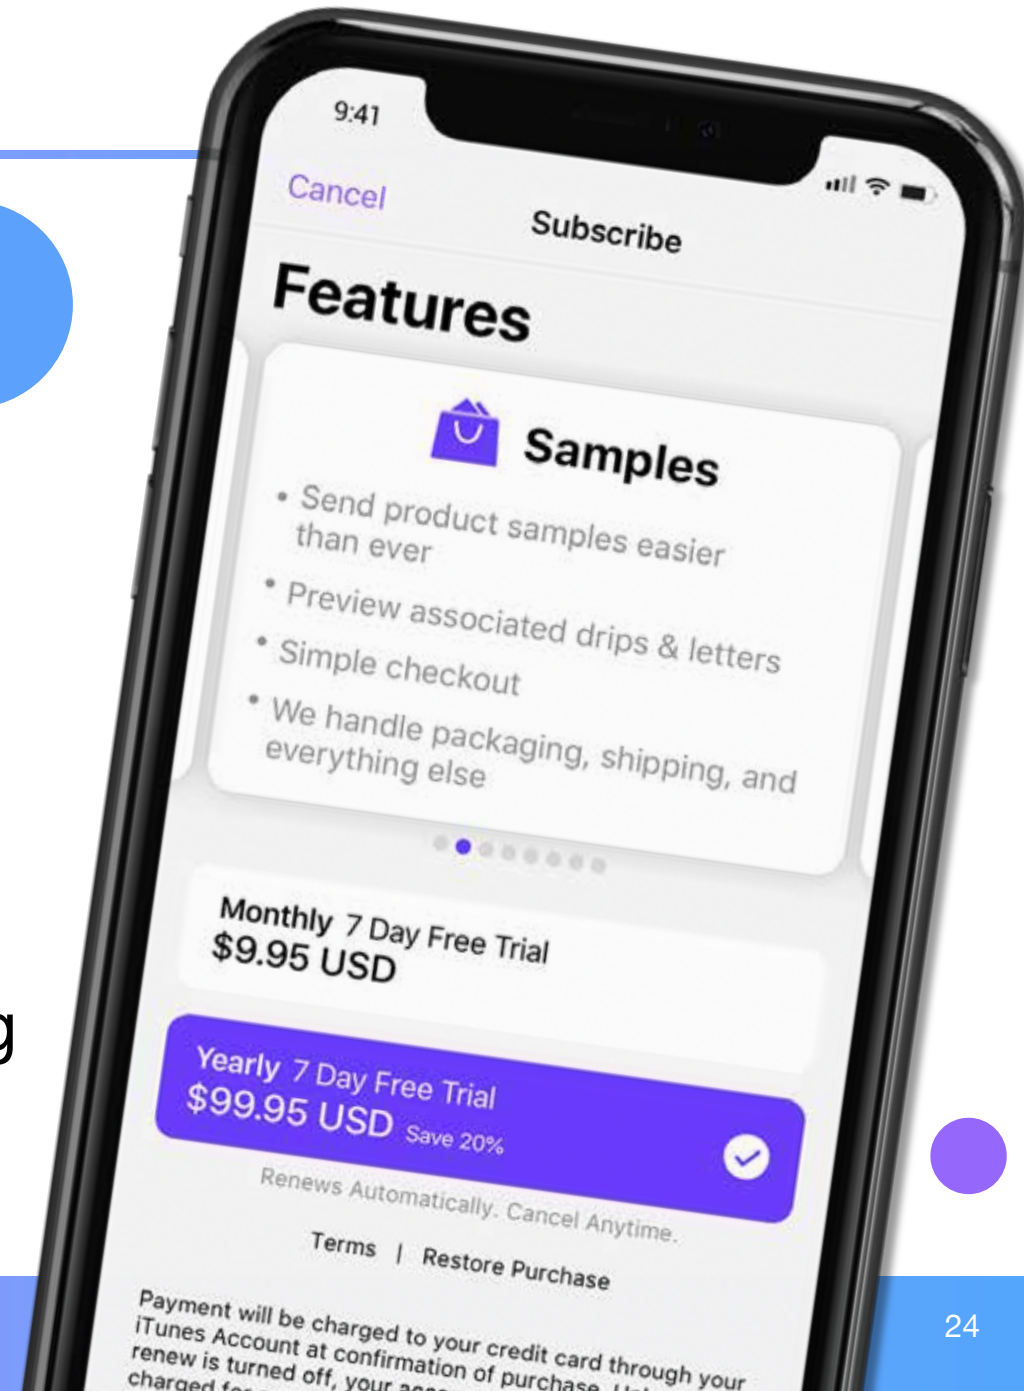 9:41
Cancel
Subscribe
Features
Samples
• Send product samples easier
than ever
• Preview associated drips & letters
• Simple checkout
• We handle packaging, shipping, and
everything else
Monthly 7 Day Free Trial
$9.95 USD
g
Yearly 7 Day Free Trial
$99.95 USD Save 20%
Renews Automatically. Cancel Anytime.
Terms | Restore Purchase
Payment will be charged to your credit card through your
iTunes Account at confirmation of purchase.
renew is turned off, your
charged
24